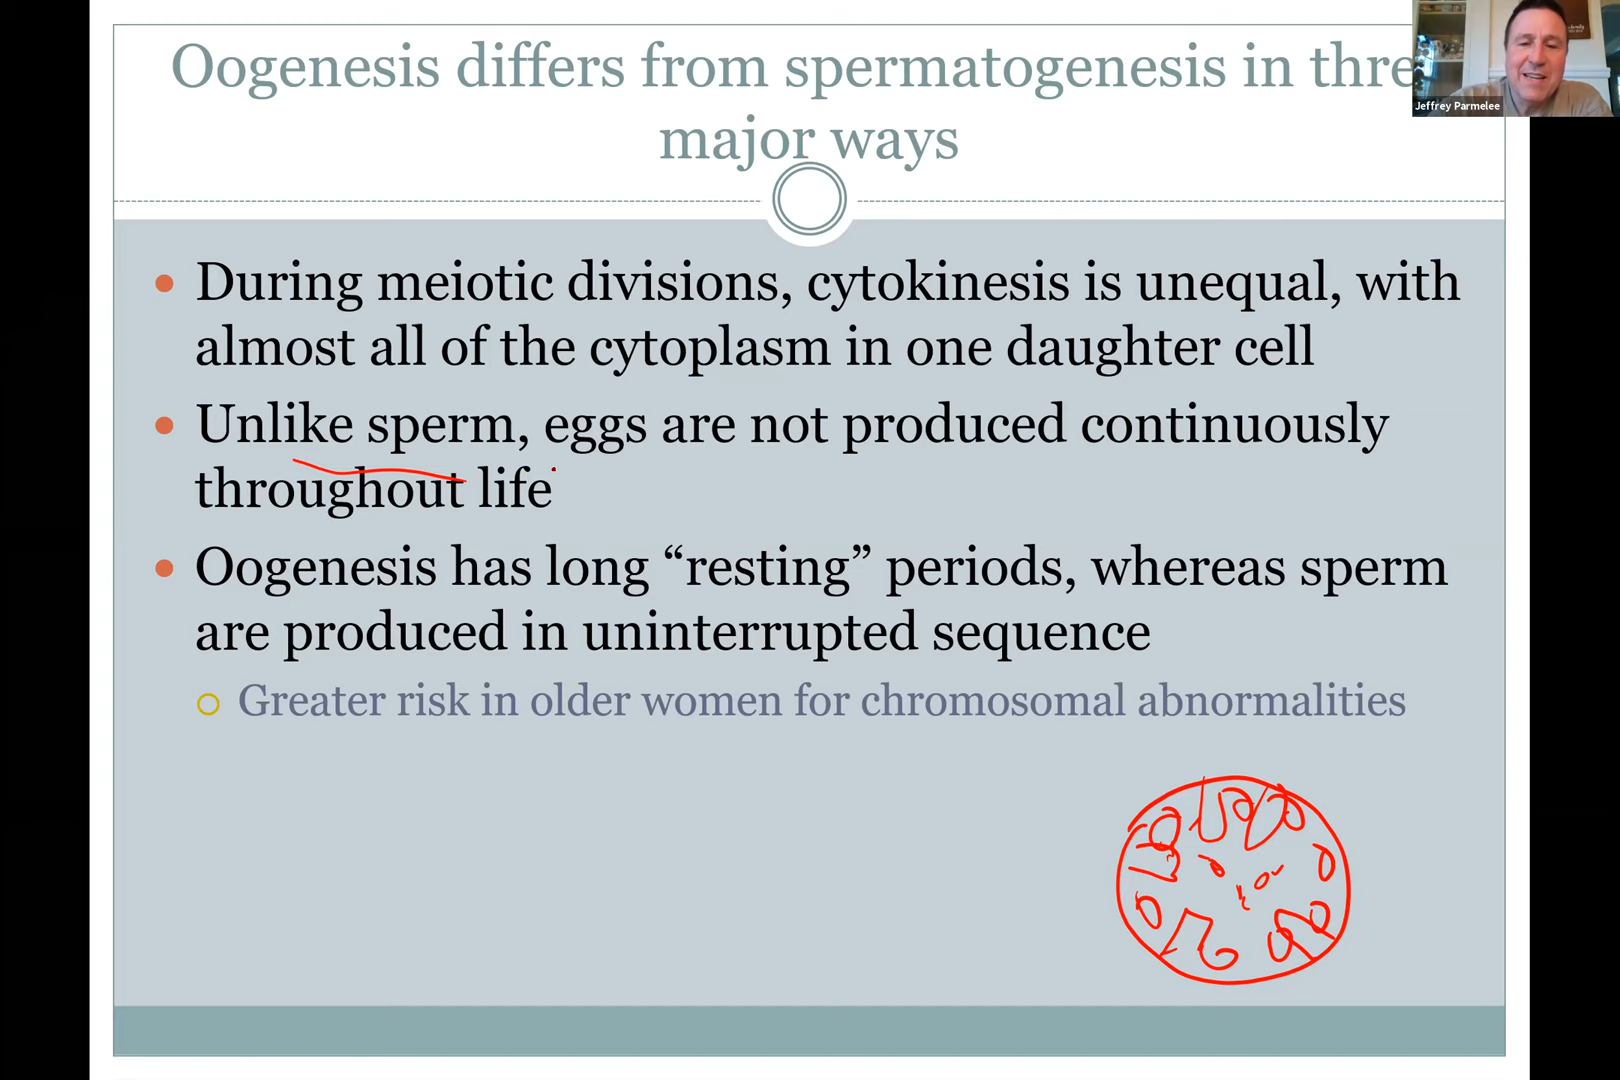 Oogenesis differs from spermatogenesis in thre
major ways
Jeffrey Parmelee
During meiotic divisions, cytokinesis is unequal, with
almost all of the cytoplasm in one daughter cell
Unlike sperm, eggs are not produced continuously
throughout life
Oogenesis has long “resting” periods, whereas sperm
are produced in uninterrupted sequence
Greater risk in older women for chromosomal abnormalities